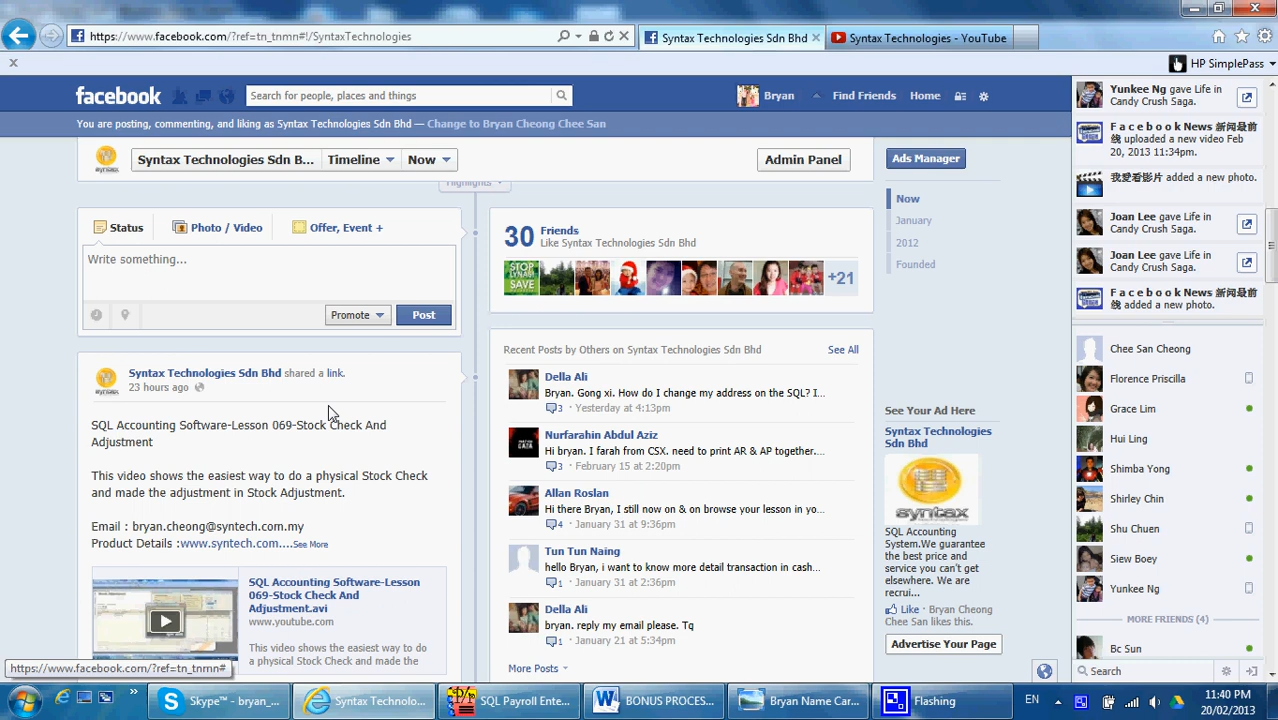 https://www.facebook.com/?ref=tn_tnmn#!/SyntaxTechnologies
Syntax Technologies Sdn Bhd
Syntax Technologies - YouTube
x
HP SimplePass
facebook
Search for people, places and things
Bryan
Find Friends
Home
You are posting, commenting, and liking as Syntax Technologies Sdn Bhd — Change to Bryan Cheong Chee San
Syntax Technologies Sdn B...
Timeline
Now
Admin Panel
Highlights
Status
Photo / Video
Offer, Event +
Write something...
Promote
Post
Syntax Technologies Sdn Bhd shared a link.
23 hours ago
SQL Accounting Software-Lesson 069-Stock Check And
Adjustment
This video shows the easiest way to do a physical Stock Check
and made the adjustment in Stock Adjustment.
Email : bryan.cheong@syntech.com.my
Product Details :www.syntech.com....See More
SQL Accounting Software-Lesson
069-Stock Check And
Adjustment.avi
www.youtube.com
This video shows the easiest way to do
a physical Stock Check and made the
30
Friends
Like Syntax Technologies Sdn Bhd
STOP
LYNAS
SAVE
+21
Recent Posts by Others on Syntax Technologies Sdn Bhd
See All
Della Ali
Bryan. Gong xi. How do I change my address on the SQL? I...
3 · Yesterday at 4:13pm
Nurfarahin Abdul Aziz
Hi bryan. I farah from CSX. need to print AR & AP together....
3 · February 15 at 2:20pm
Allan Roslan
Hi there Bryan, I still now on & on browse your lesson in yo...
4 · January 31 at 9:36pm
Tun Tun Naing
hello Bryan, i want to know more detail transaction in cash...
1 · January 31 at 2:36pm
Della Ali
bryan. reply my email please. Tq
1 · January 21 at 5:34pm
More Posts
Ads Manager
Now
January
2012
Founded
See Your Ad Here
Syntax Technologies
Sdn Bhd
syntax
SQL Accounting
System.We guarantee
the best price and
service you can't get
elsewhere. We are
recrui...
Like · Bryan Cheong
Chee San likes this.
Advertise Your Page
Yunkee Ng gave Life in
Candy Crush Saga.
F a c e b o o k News 新闻最前
线 uploaded a new video Feb
20, 2013 11:34pm.
我爱看影片 added a new photo.
Joan Lee gave Life in
Candy Crush Saga.
Joan Lee gave Life in
Candy Crush Saga.
F a c e b o o k News 新闻最前
线 added a new photo.
Chee San Cheong
Florence Priscilla
Grace Lim
Hui Ling
Shimba Yong
Shirley Chin
Shu Chuen
Siew Boey
Yunkee Ng
MORE FRIENDS (4)
Bc Sun
Search
https://www.facebook.com/?ref=tn_tnmn#
Skype™ - bryan_...
Syntax Technolo...
SQL Payroll Ente...
BONUS PROCES...
Bryan Name Car...
Flashing
EN
11:40 PM
20/02/2013